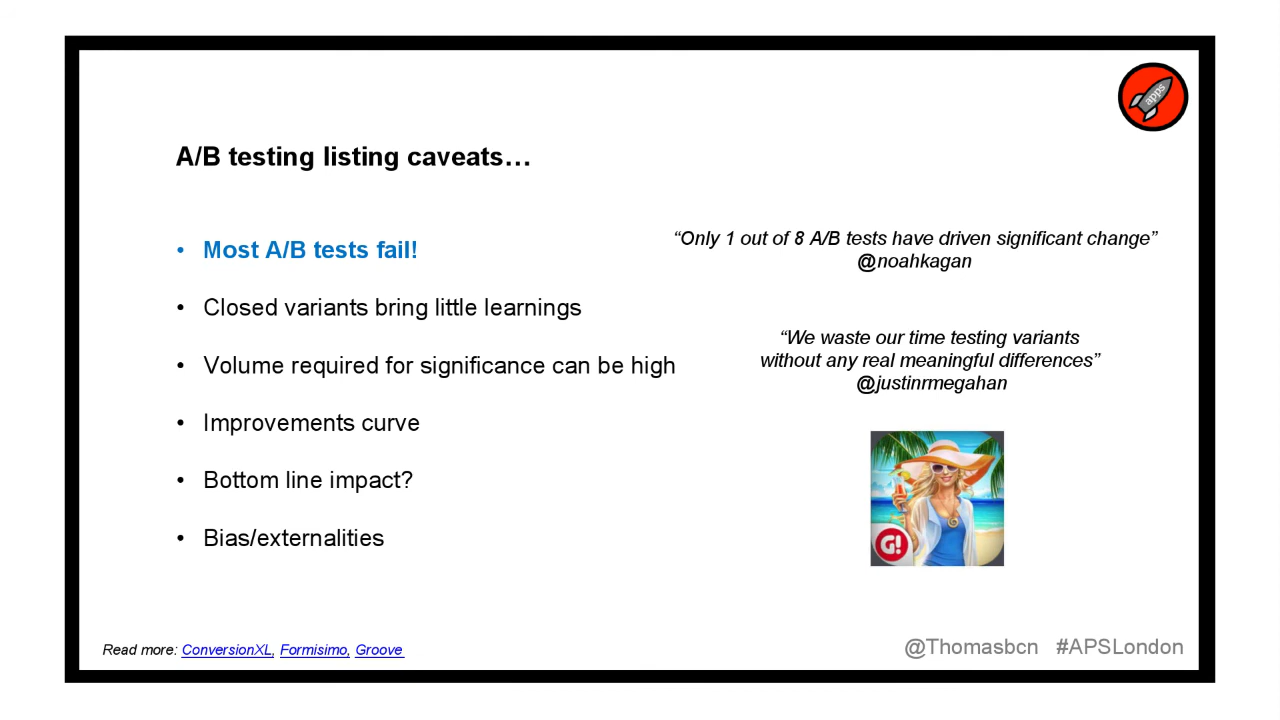 apps
A/B testing listing caveats…
• Most A/B tests fail!
• Closed variants bring little learnings
• Volume required for significance can be high
• Improvements curve
• Bottom line impact?
• Bias/externalities
“Only 1 out of 8 A/B tests have driven significant change”
@noahkagan
“We waste our time testing variants
without any real meaningful differences”
@justinrmegahan
G!
Read more: ConversionXL, Formisimo, Groove
@Thomasbcn #APSLondon